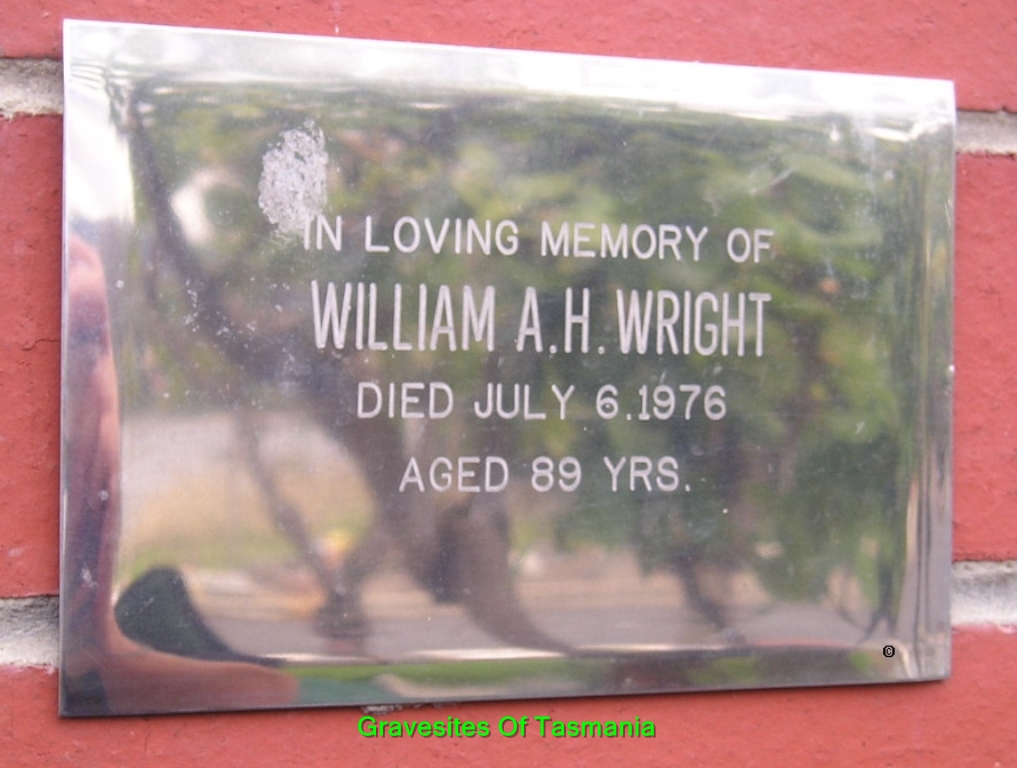 IN LOVING MEMORY OF
WILLIAM A.H. WRIGHT
DIED JULY 6.1976
AGED 89 YRS.
©
Gravesites Of Tasmania